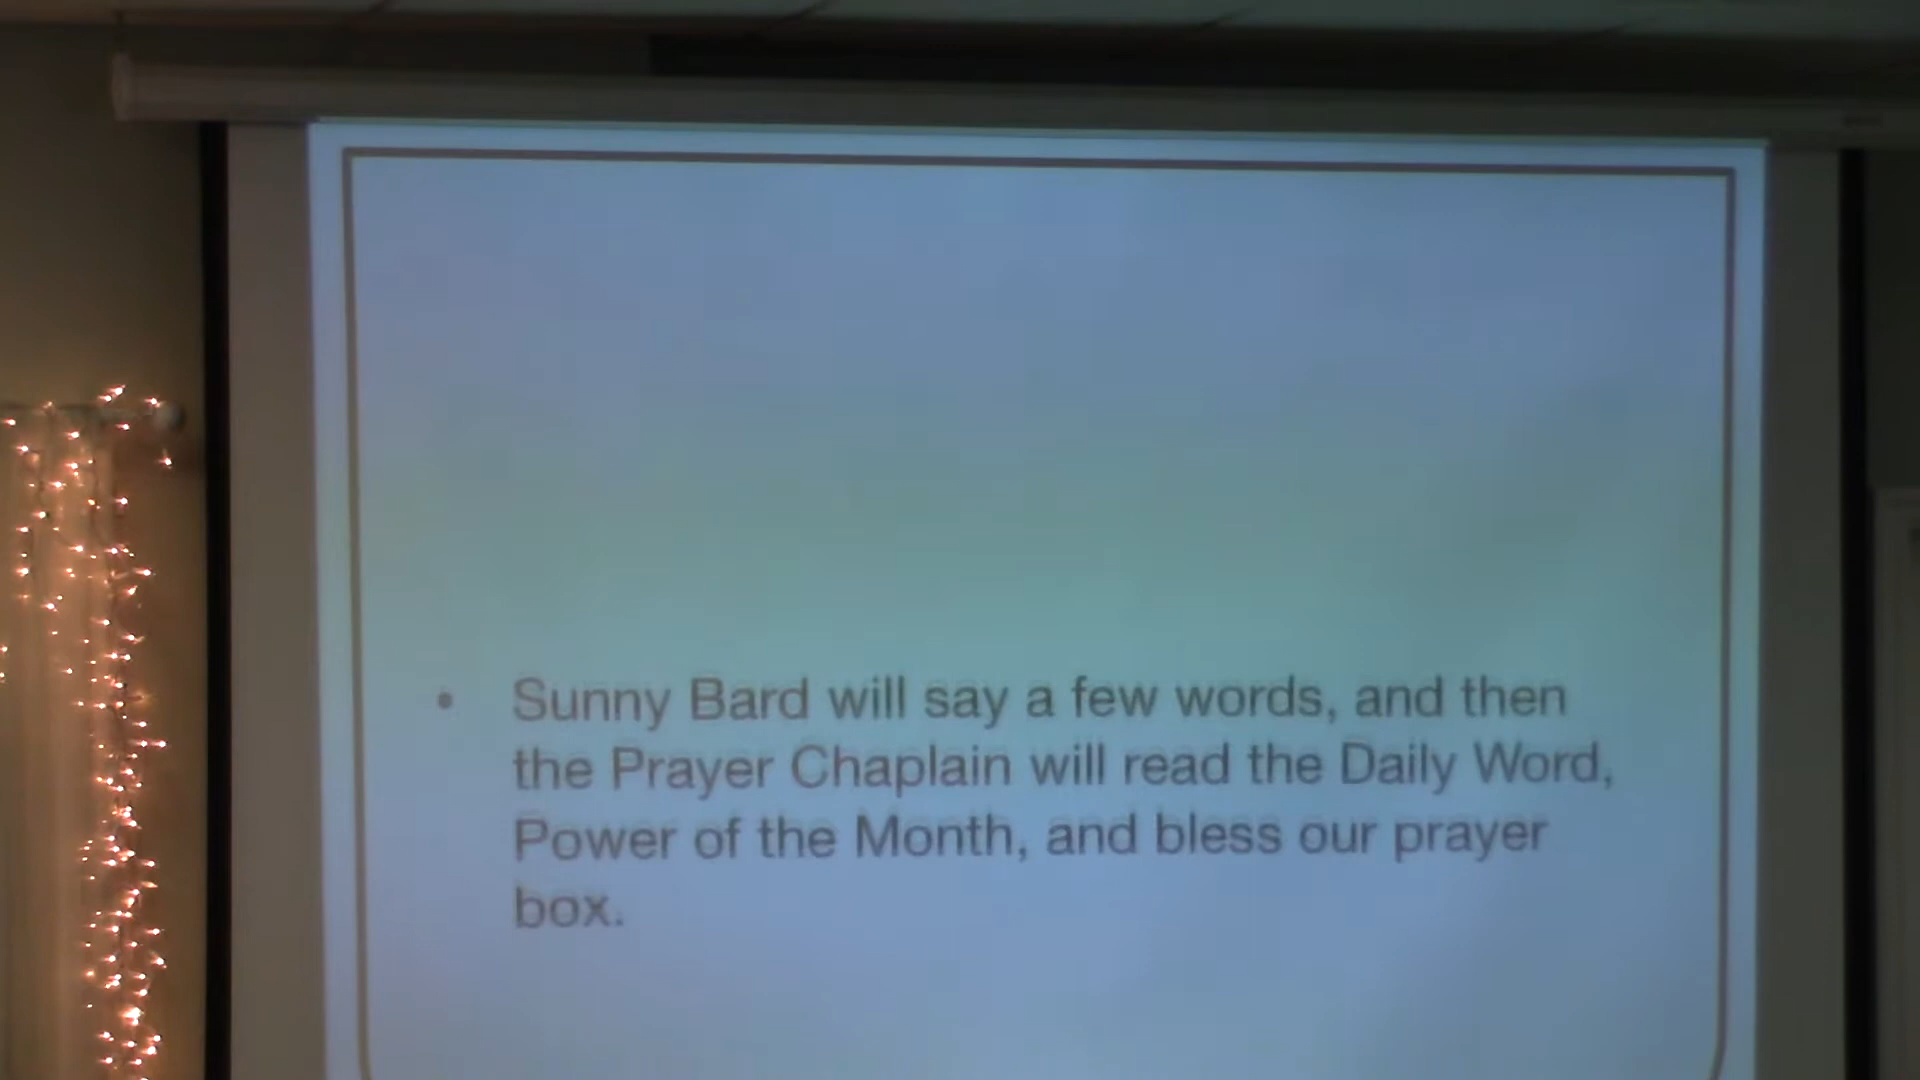 • Sunny Bard will say a few words, and then
the Prayer Chaplain will read the Daily Word,
Power of the Month, and bless our prayer
box.